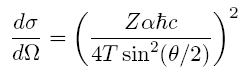 dσ/dΩ = (Zαħc / 4T sin²(θ/2))²